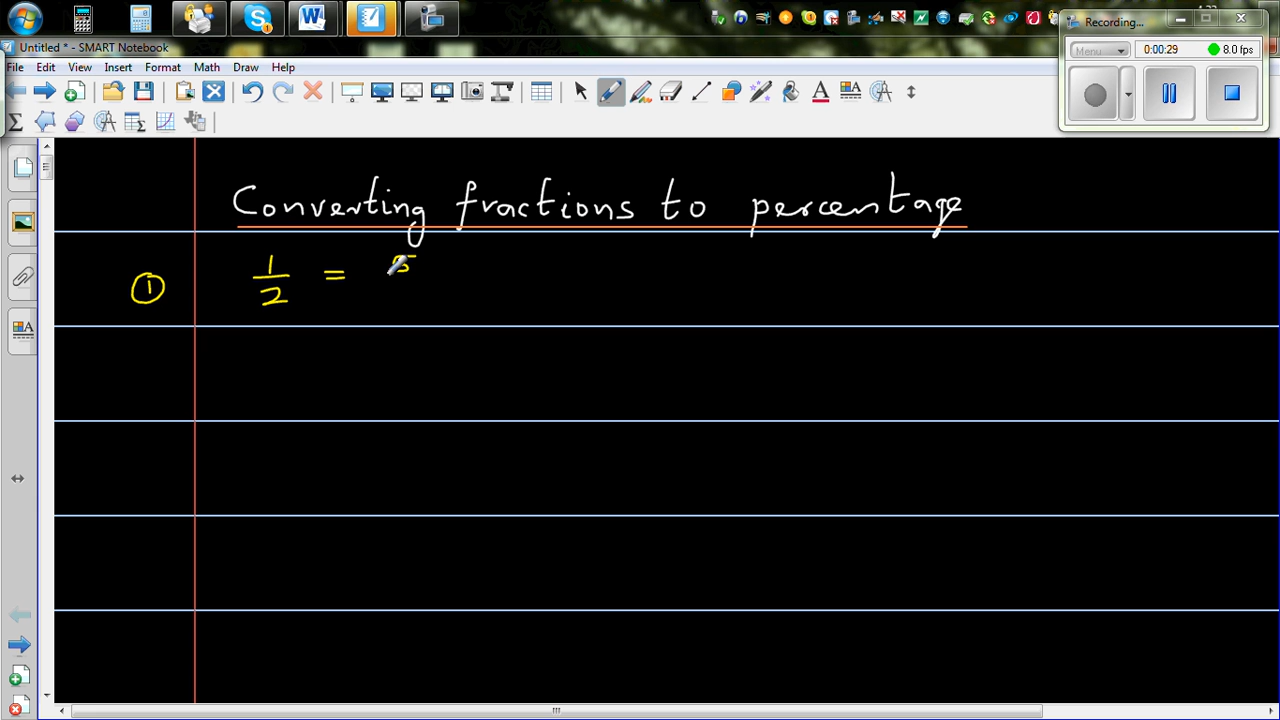 Recording...
Untitled * - SMART Notebook
Menu
0:00:29
8.0 fps
File Edit View Insert Format Math Draw Help
Converting fractions to percentage
① 1/2 = 5